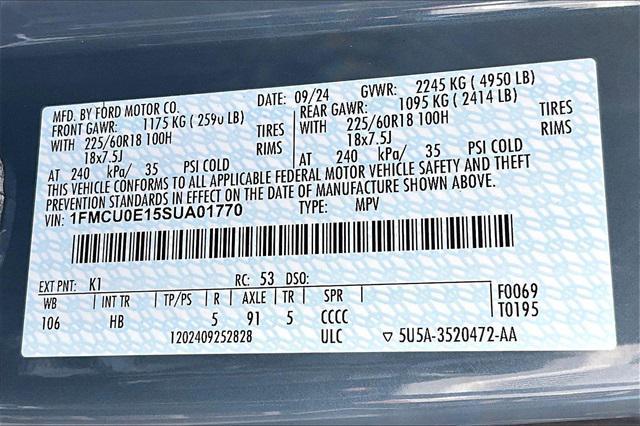 MFD. BY FORD MOTOR CO. DATE: 09/24 GVWR: 2245 KG ( 4950 LB)
FRONT GAWR: 1175 KG ( 2590 LB) REAR GAWR: 1095 KG ( 2414 LB)
WITH 225/60R18 100H TIRES WITH 225/60R18 100H TIRES
18x7.5J RIMS 18x7.5J RIMS
AT 240 kPa/ 35 PSI COLD AT 240 kPa/ 35 PSI COLD
THIS VEHICLE CONFORMS TO ALL APPLICABLE FEDERAL MOTOR VEHICLE SAFETY AND THEFT
PREVENTION STANDARDS IN EFFECT ON THE DATE OF MANUFACTURE SHOWN ABOVE.
VIN: 1FMCU0E15SUA01770 TYPE: MPV
EXT PNT: K1 RC: 53 DSO:
WB INT TR TP/PS R AXLE TR SPR F0069
106 HB 5 91 5 CCCC T0195
1202409252828 ULC ▽ 5U5A-3520472-AA